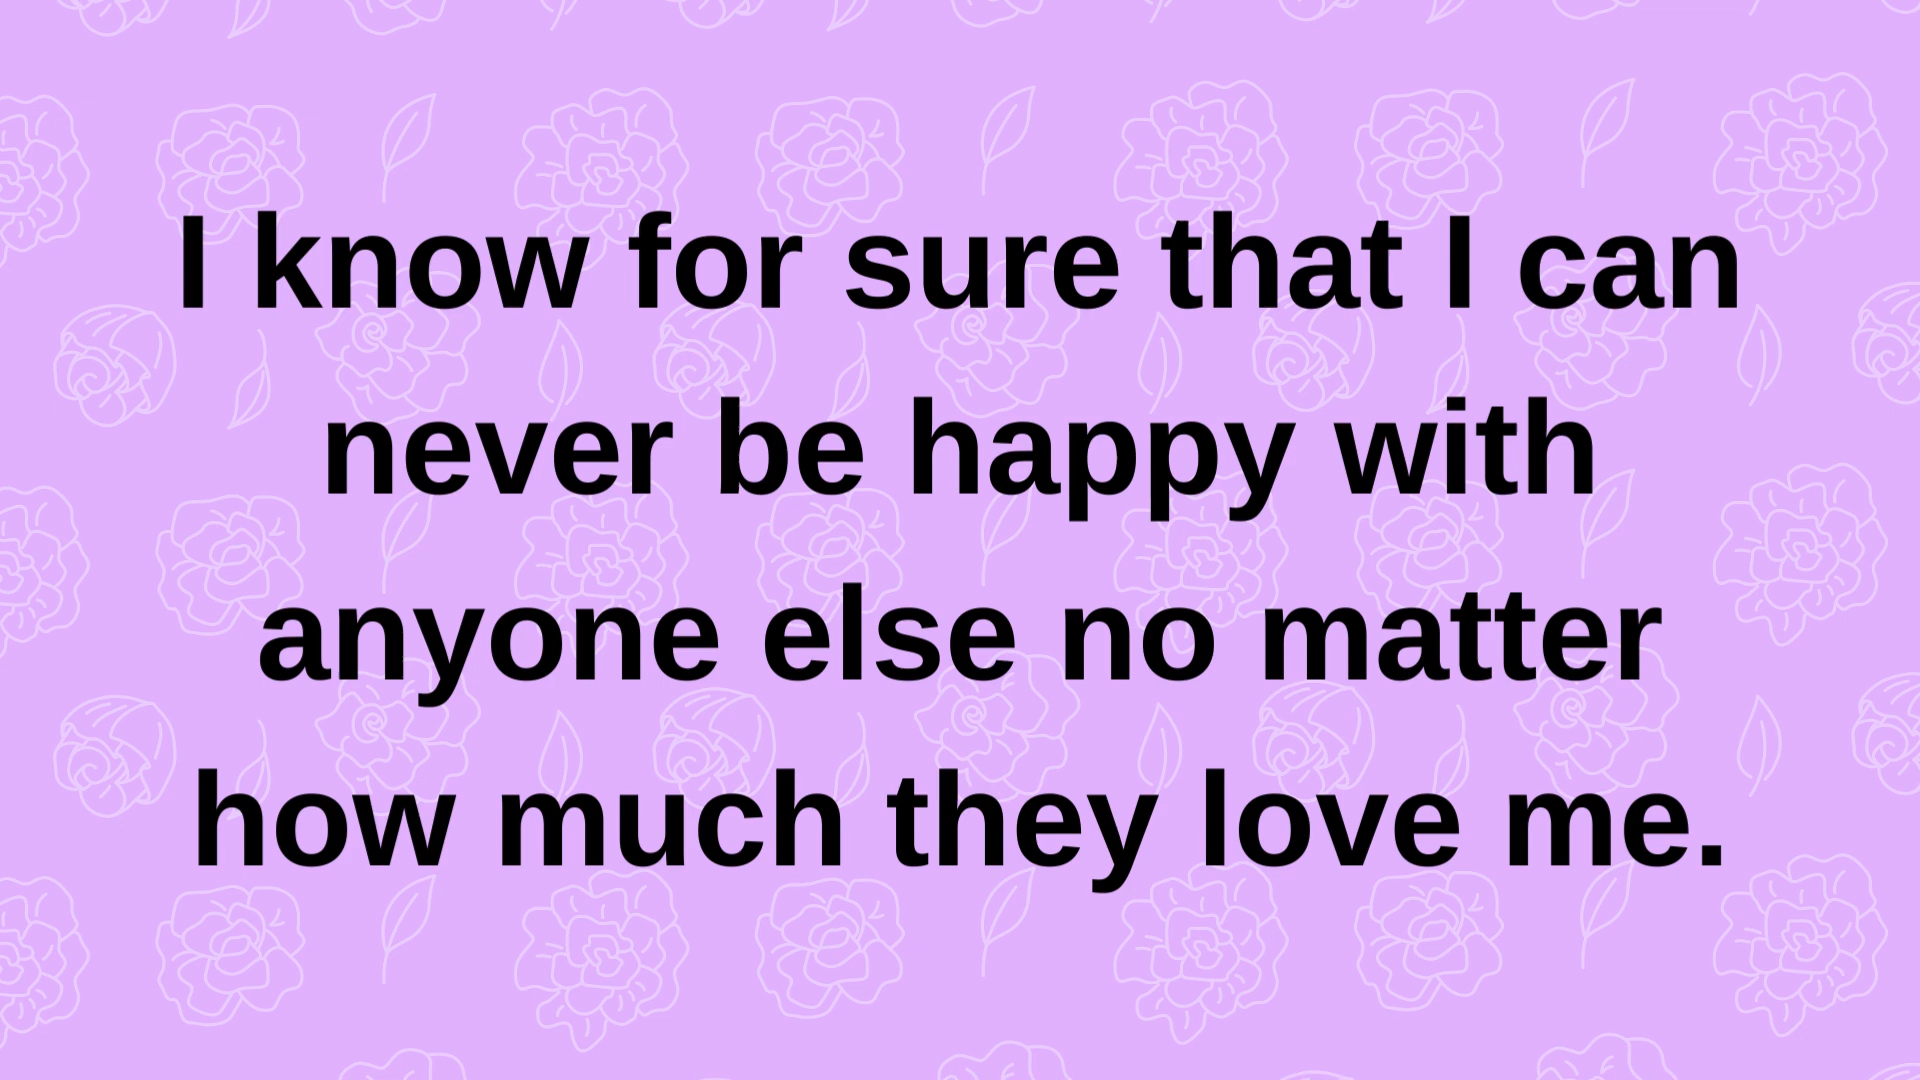 I know for sure that I can
never be happy with
anyone else no matter
how much they love me.